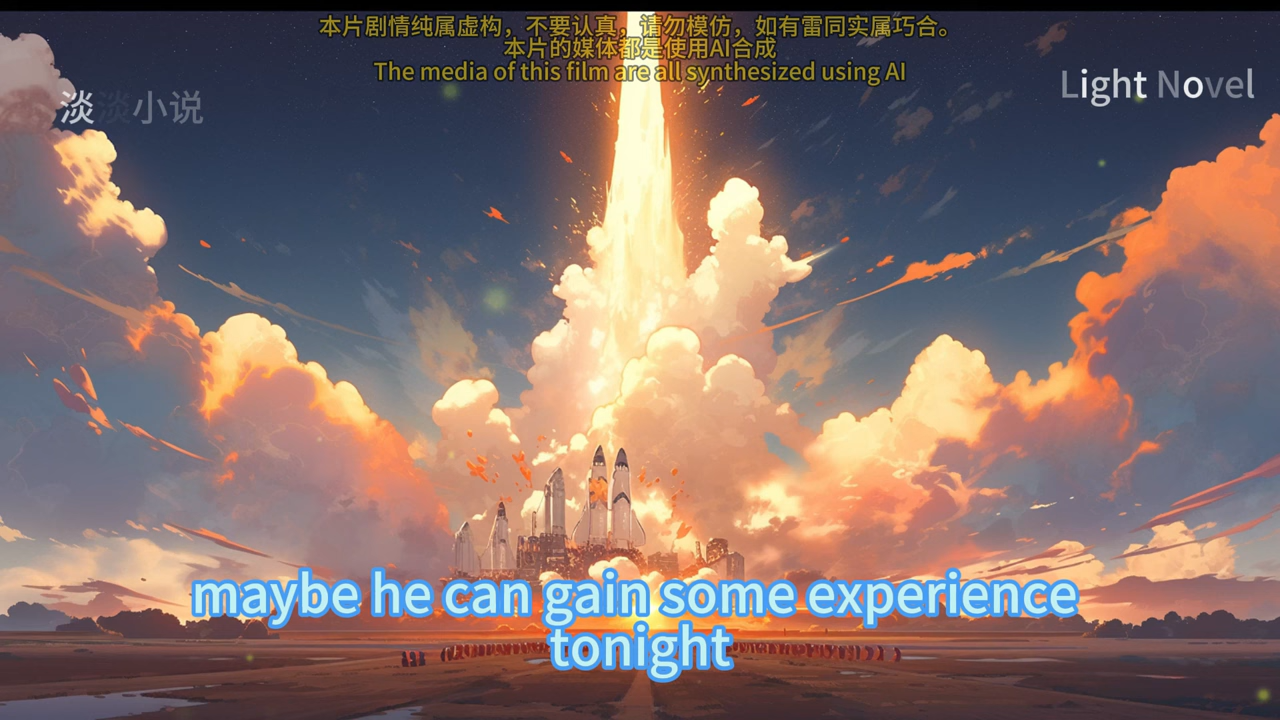 本片剧情纯属虚构，不要认真，请勿模仿，如有雷同实属巧合。
本片的媒体都是使用AI合成
The media of this film are all synthesized using AI
淡淡小说
Light Novel
maybe he can gain some experience
tonight